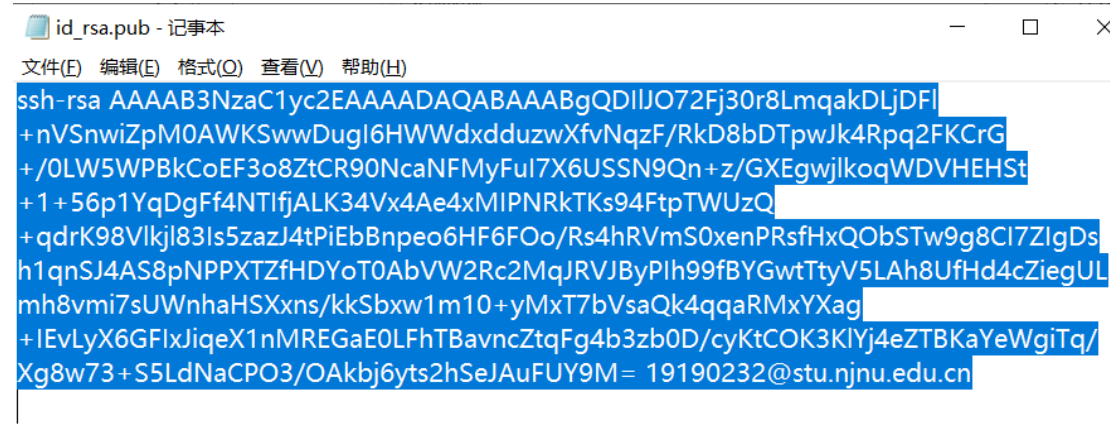 id_rsa.pub - 记事本
文件(F) 编辑(E) 格式(O) 查看(V) 帮助(H)
ssh-rsa AAAAB3NzaC1yc2EAAAADAQABAAABgQDIlJO72Fj30r8LmqakDLjDFl
+nVSnwiZpM0AWKSwwDugI6HWWdxdduzwXfvNqzF/RkD8bDTpwJk4Rpq2FKCrG
+/0LW5WPBkCoEF3o8ZtCR90NcaNFMyFuI7X6USSN9Qn+z/GXEgwjlkoqWDVHEHSt
+1+56p1YqDgFf4NTIfjALK34Vx4Ae4xMIPNRkTKs94FtpTWUzQ
+qdrK98Vlkjl83Is5zazJ4tPiEbBnpeo6HF6FOo/Rs4hRVmS0xenPRsfHxQObSTw9g8CI7ZIgDs
h1qnSJ4AS8pNPPXTZfHDYoT0AbVW2Rc2MqJRVJByPIh99fBYGwtTtyV5LAh8UfHd4cZiegUL
mh8vmi7sUWnhaHSXxns/kkSbxw1m10+yMxT7bVsaQk4qqaRMxYXag
+IEvLyX6GFIxJiqeX1nMREGaE0LFhTBavncZtqFg4b3zb0D/cyKtCOK3KlYj4eZTBKaYeWgiTq/
Xg8w73+S5LdNaCPO3/OAkbj6yts2hSeJAuFUY9M= 19190232@stu.njnu.edu.cn